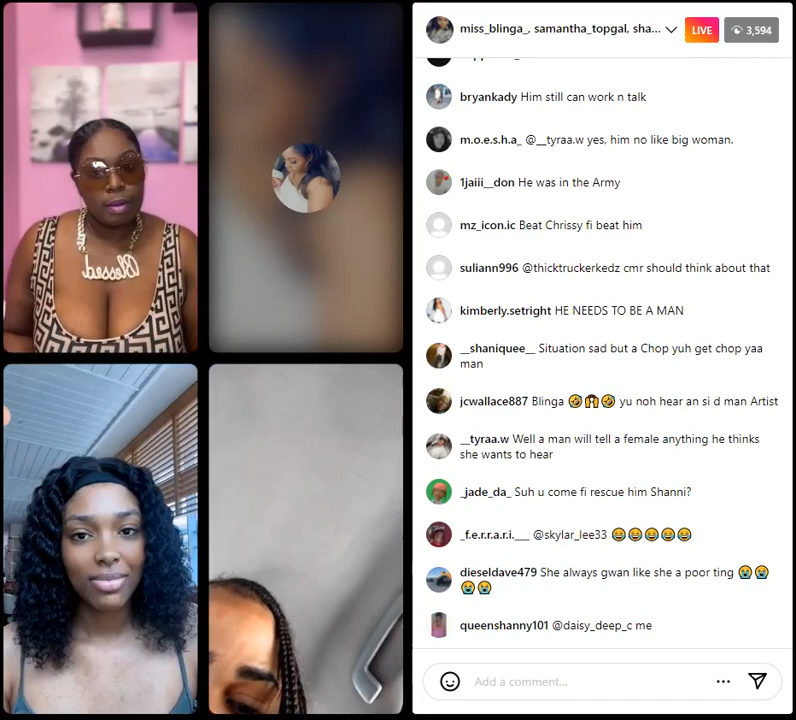 miss_blinga_, samantha_topgal, sha...
LIVE
3,594
bryankady Him still can work n talk
m.o.e.s.h.a_ @__tyraa.w yes, him no like big woman.
1jaiii__don He was in the Army
mz_icon.ic Beat Chrissy fi beat him
suliann996 @thicktruckerkedz cmr should think about that
kimberly.setright HE NEEDS TO BE A MAN
__shaniquee__ Situation sad but a Chop yuh get chop yaa
man
jcwallace887 Blinga 🤣🙈🤣 yu noh hear an si d man Artist
__tyraa.w Well a man will tell a female anything he thinks
she wants to hear
_jade_da_ Suh u come fi rescue him Shanni?
_f.e.r.r.a.r.i.___ @skylar_lee33 😂😂😂😂😂
dieseldave479 She always gwan like she a poor ting 😭😭
😭😭
queenshanny101 @daisy_deep_c me
Add a comment...
Blessed